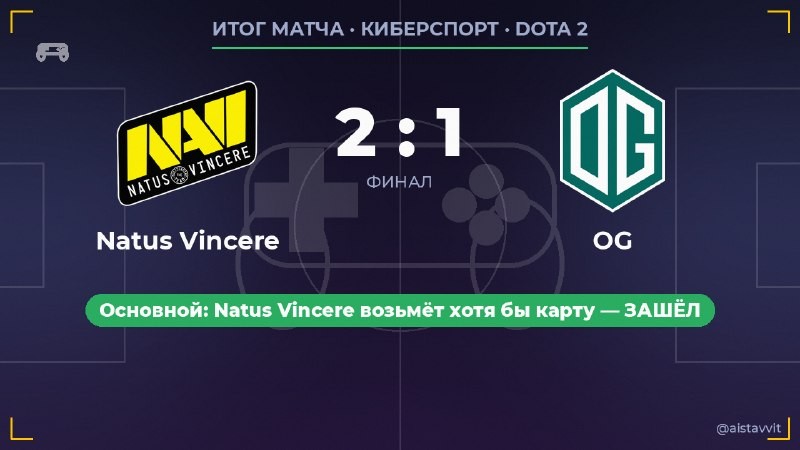 ИТОГ МАТЧА · КИБЕРСПОРТ · DOTA 2
NAVI
NATUS VINCERE
2 : 1
OG
ФИНАЛ
Natus Vincere
OG
Основной: Natus Vincere возьмёт хотя бы карту — ЗАШЁЛ
@aistavvit